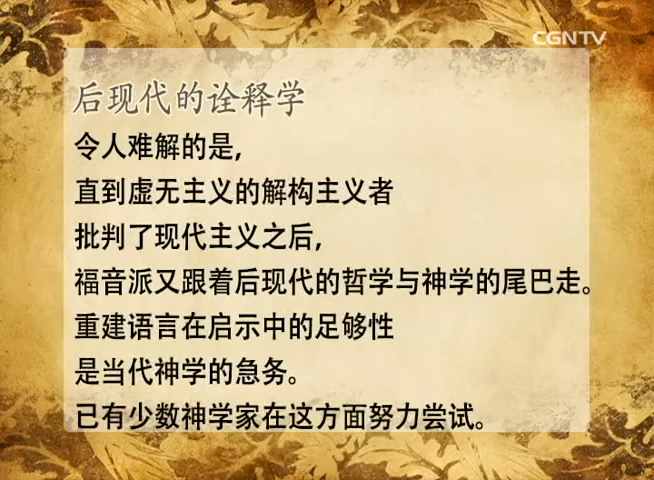 CGNTV
后现代的诠释学
令人难解的是,
直到虚无主义的解构主义者
批判了现代主义之后,
福音派又跟着后现代的哲学与神学的尾巴走。
重建语言在启示中的足够性
是当代神学的急务。
已有少数神学家在这方面努力尝试。